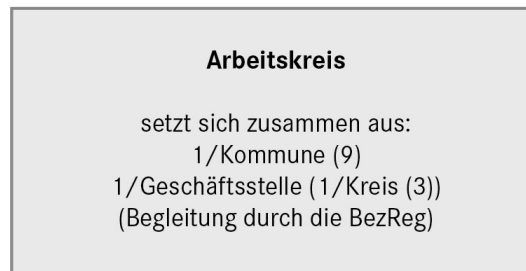 Arbeitskreis
setzt sich zusammen aus:
1/Kommune (9)
1/Geschäftsstelle (1/Kreis (3))
(Begleitung durch die BezReg)